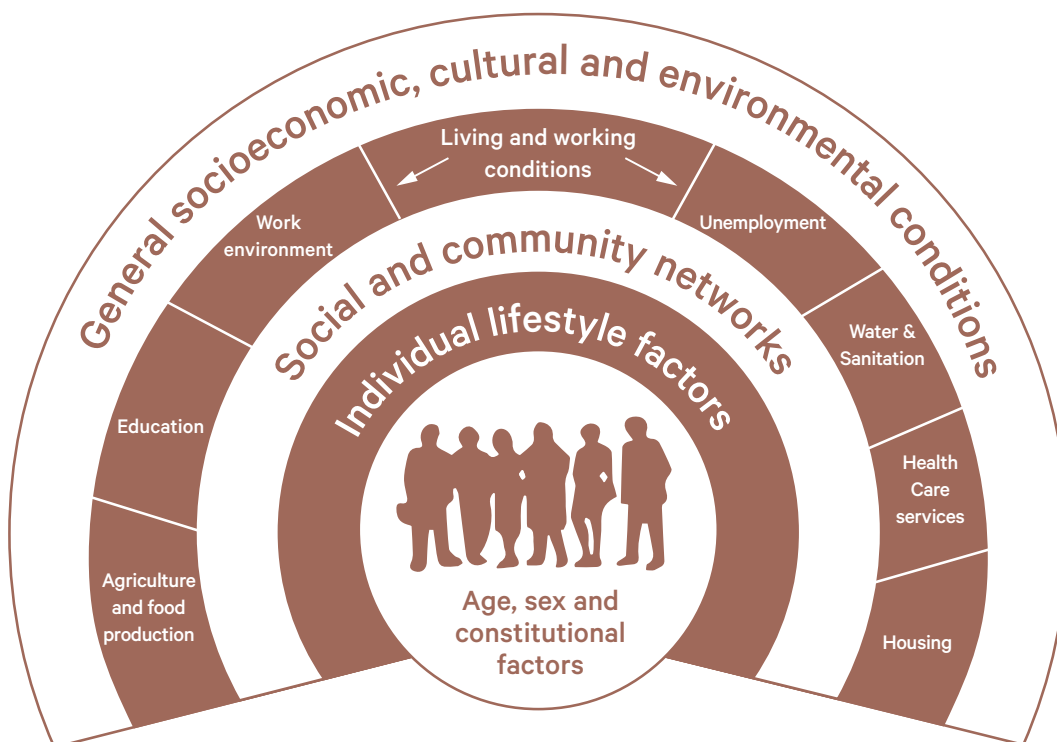 General socioeconomic, cultural and environmental conditions
Living and working
conditions
Work
environment
Unemployment
Social and community networks
Individual lifestyle factors
Water &
Sanitation
Education
Health
Care
services
Agriculture
and food
production
Housing
Age, sex and
constitutional
factors